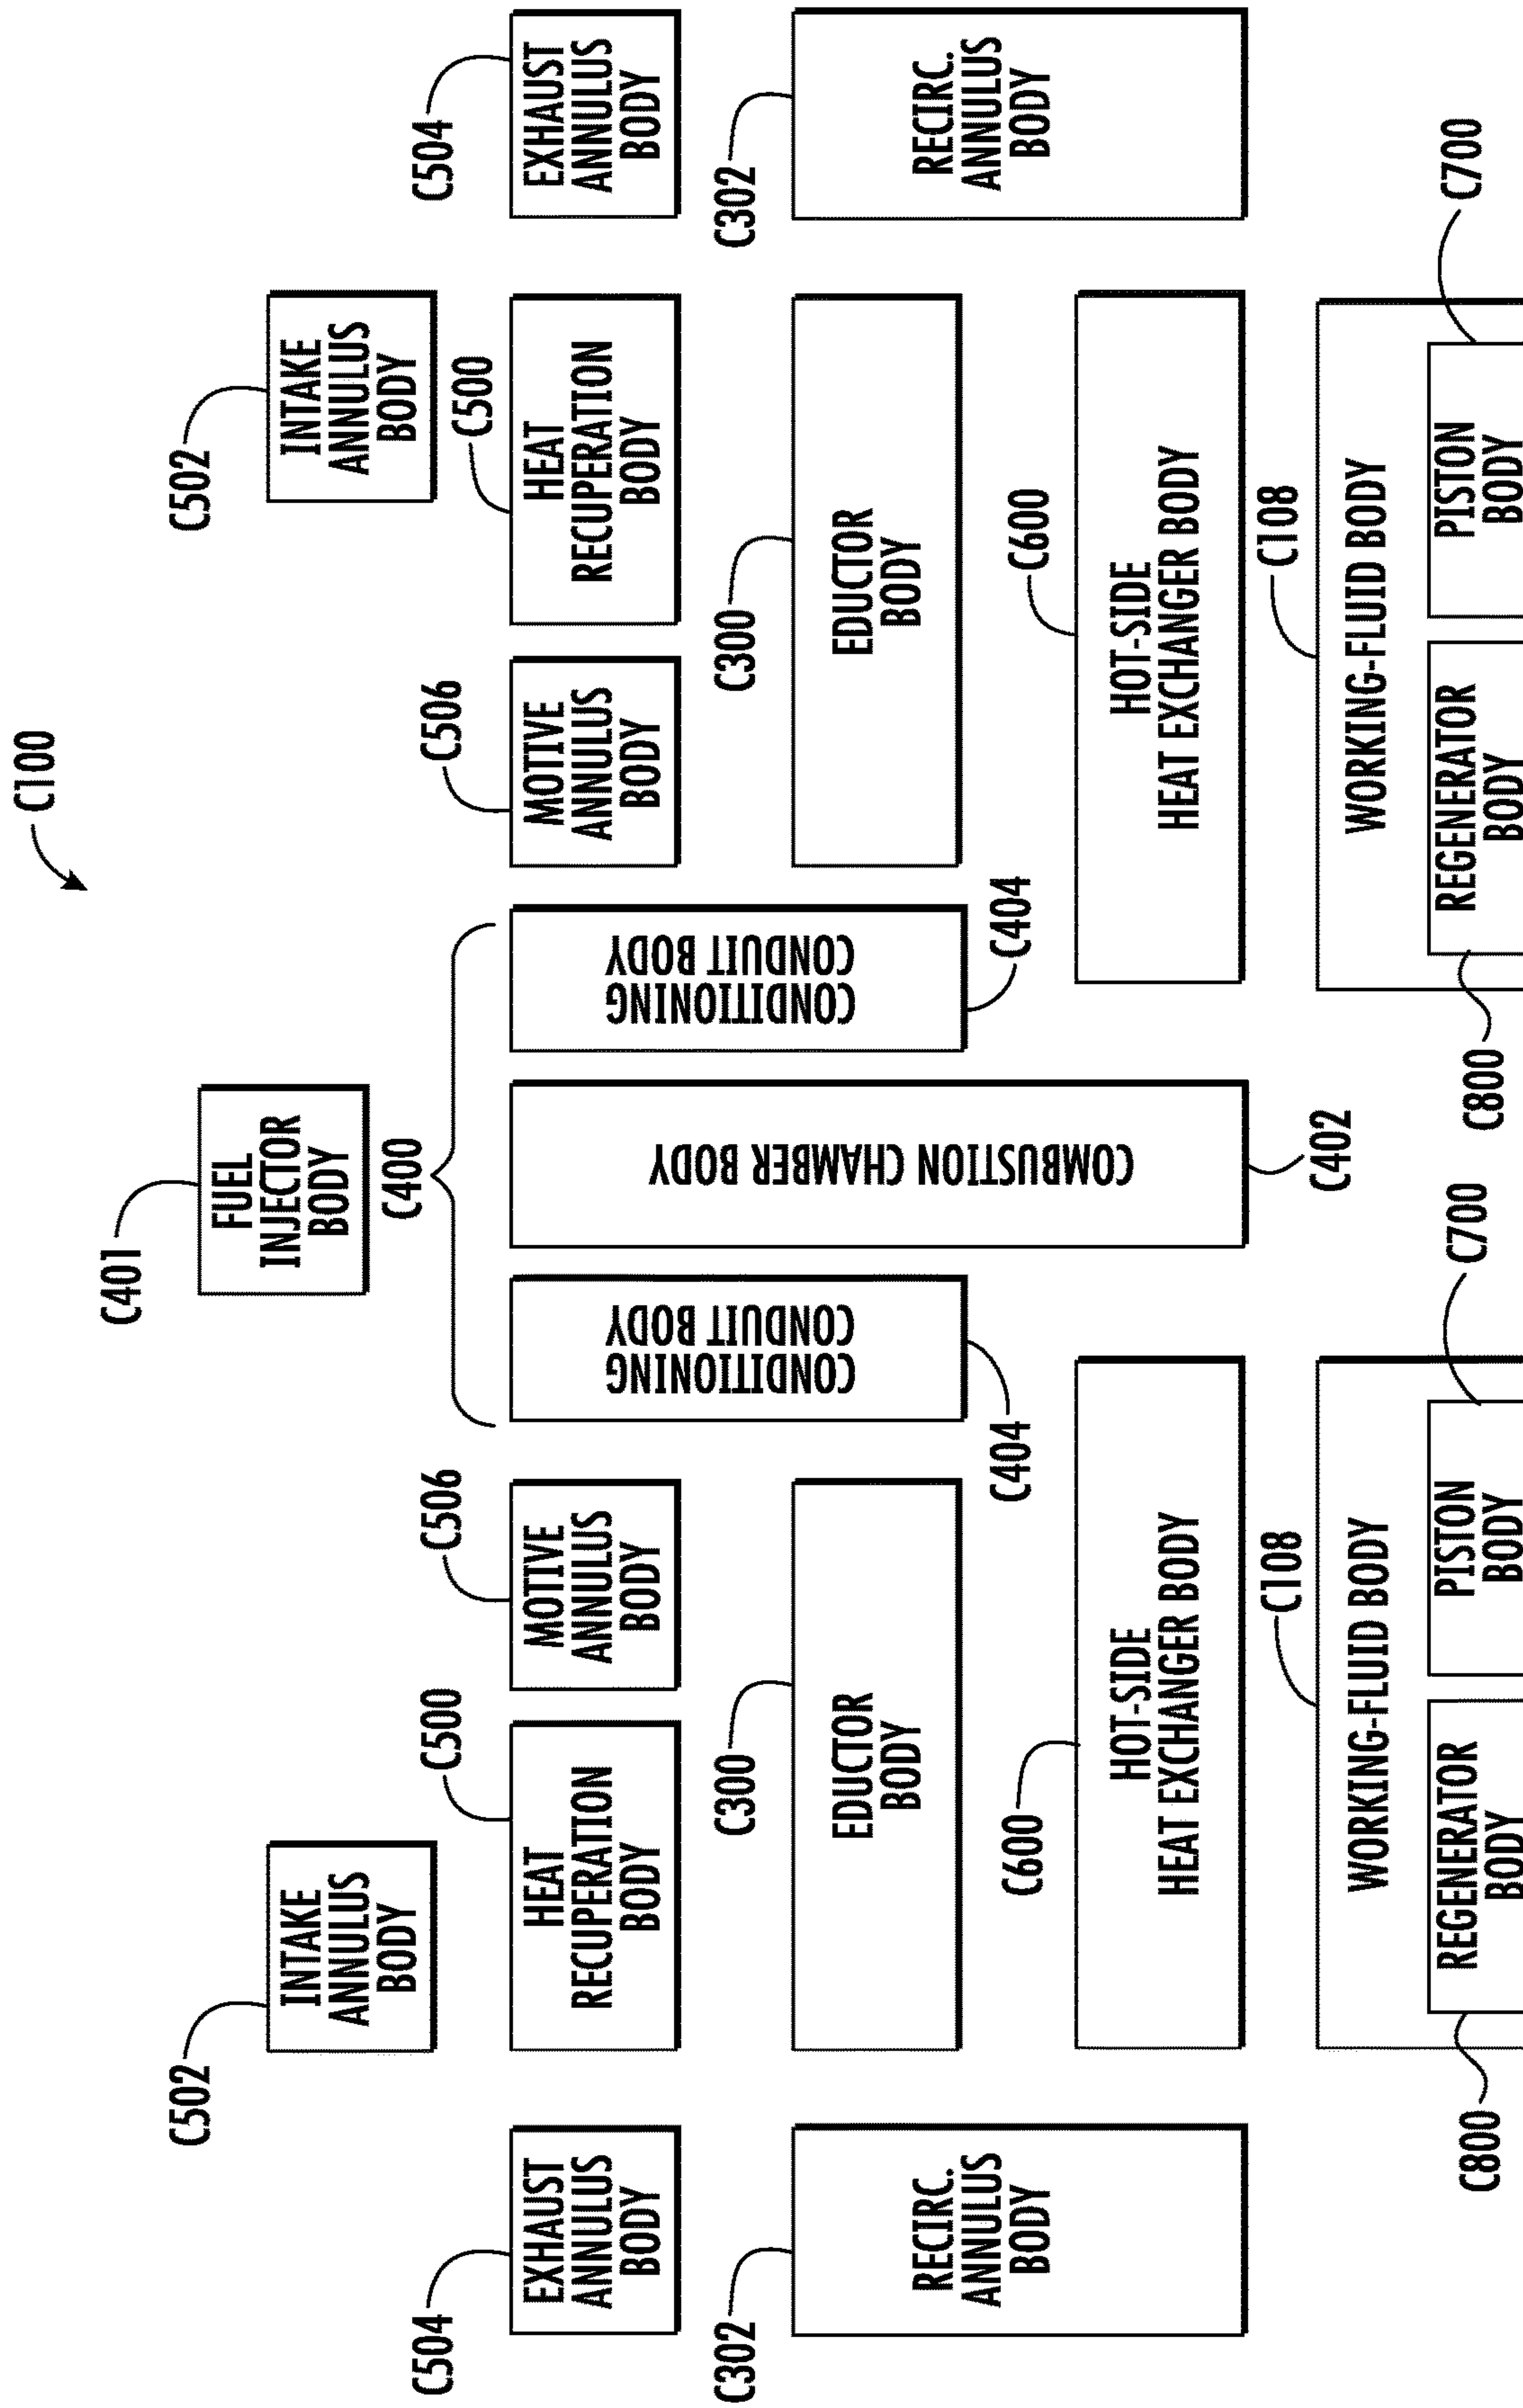 C100
C401
FUEL
INJECTOR
BODY
C502
INTAKE
ANNULUS
BODY
C502
INTAKE
ANNULUS
BODY
C504
EXHAUST
ANNULUS
BODY
C500
HEAT
RECUPERATION
BODY
C506
MOTIVE
ANNULUS
BODY
C400
CONDITIONING
CONDUIT BODY
C404
COMBUSTION CHAMBER BODY
C402
CONDITIONING
CONDUIT BODY
C404
C506
MOTIVE
ANNULUS
BODY
C500
HEAT
RECUPERATION
BODY
C504
EXHAUST
ANNULUS
BODY
C302
RECIRC.
ANNULUS
BODY
C300
EDUCTOR
BODY
C300
EDUCTOR
BODY
C302
RECIRC.
ANNULUS
BODY
C600
HOT-SIDE
HEAT EXCHANGER BODY
C600
HOT-SIDE
HEAT EXCHANGER BODY
C108
WORKING-FLUID BODY
C800
REGENERATOR
BODY
C700
PISTON
BODY
C108
WORKING-FLUID BODY
C800
REGENERATOR
BODY
C700
PISTON
BODY